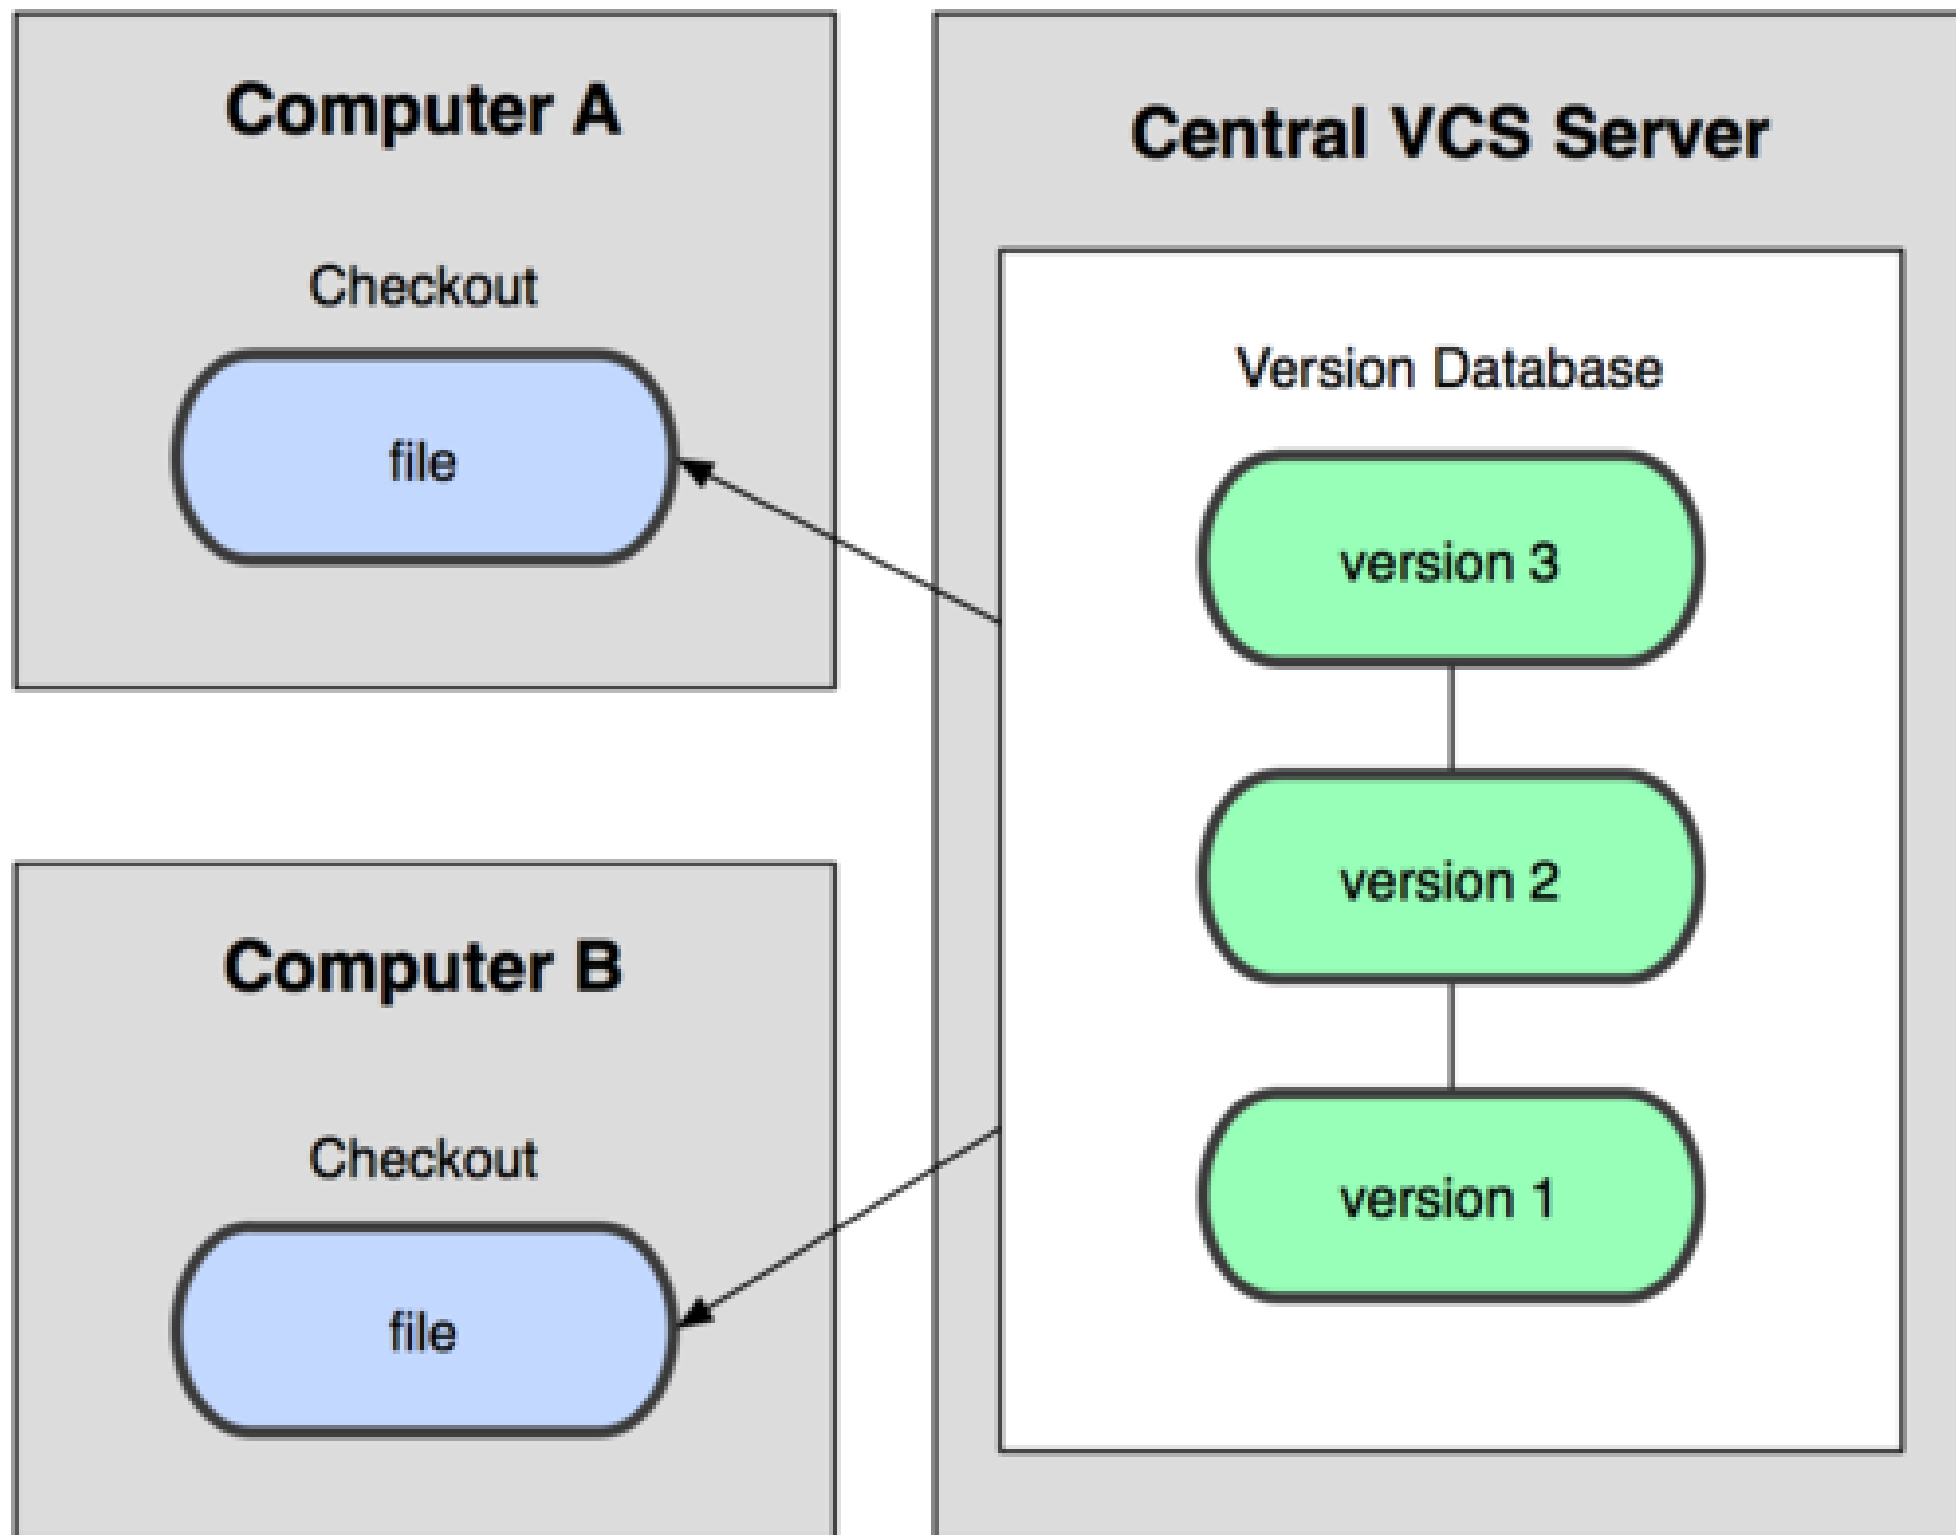 Computer A
Checkout
file
Computer B
Checkout
file
Central VCS Server
Version Database
version 3
version 2
version 1